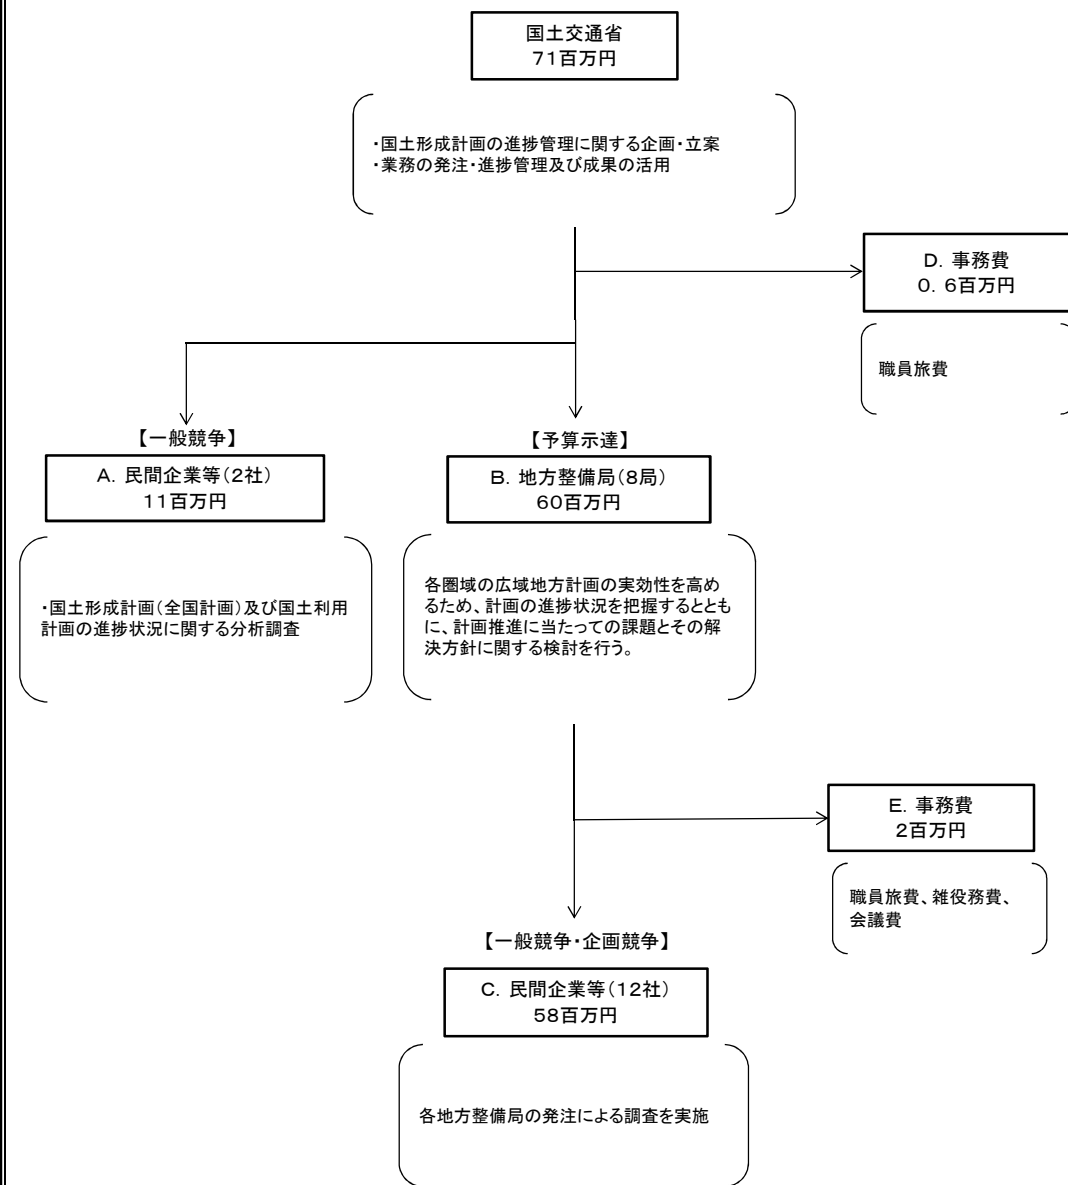 国土交通省
71百万円
・国土形成計画の進捗管理に関する企画・立案
・業務の発注・進捗管理及び成果の活用
D．事務費
0．6百万円
職員旅費
【一般競争】
A．民間企業等（2社）
11百万円
・国土形成計画（全国計画）及び国土利用
計画の進捗状況に関する分析調査
【予算示達】
B．地方整備局（8局）
60百万円
各圏域の広域地方計画の実効性を高め
るため、計画の進捗状況を把握するととも
に、計画推進に当たっての課題とその解
決方針に関する検討を行う。
E．事務費
2百万円
職員旅費、雑役務費、
会議費
【一般競争・企画競争】
C．民間企業等（12社）
58百万円
各地方整備局の発注による調査を実施